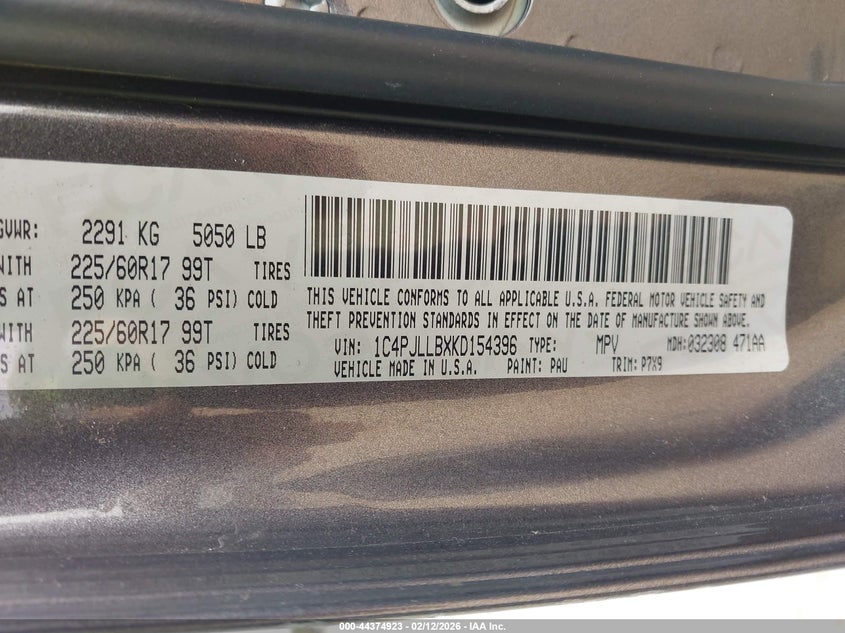 GVWR: 2291 KG 5050 LB
WITH 225/60R17 99T TIRES
S AT 250 KPA ( 36 PSI) COLD
WITH 225/60R17 99T TIRES
S AT 250 KPA ( 36 PSI) COLD
THIS VEHICLE CONFORMS TO ALL APPLICABLE U.S.A. FEDERAL MOTOR VEHICLE SAFETY AND
THEFT PREVENTION STANDARDS IN EFFECT ON THE DATE OF MANUFACTURE SHOWN ABOVE.
VIN: 1C4PJLLBXKD154396 TYPE: MPV MDH:032308 471AA
VEHICLE MADE IN U.S.A. PAINT: PAU TRIM: P7X9
000-44374923 - 02/12/2026 - IAA Inc.